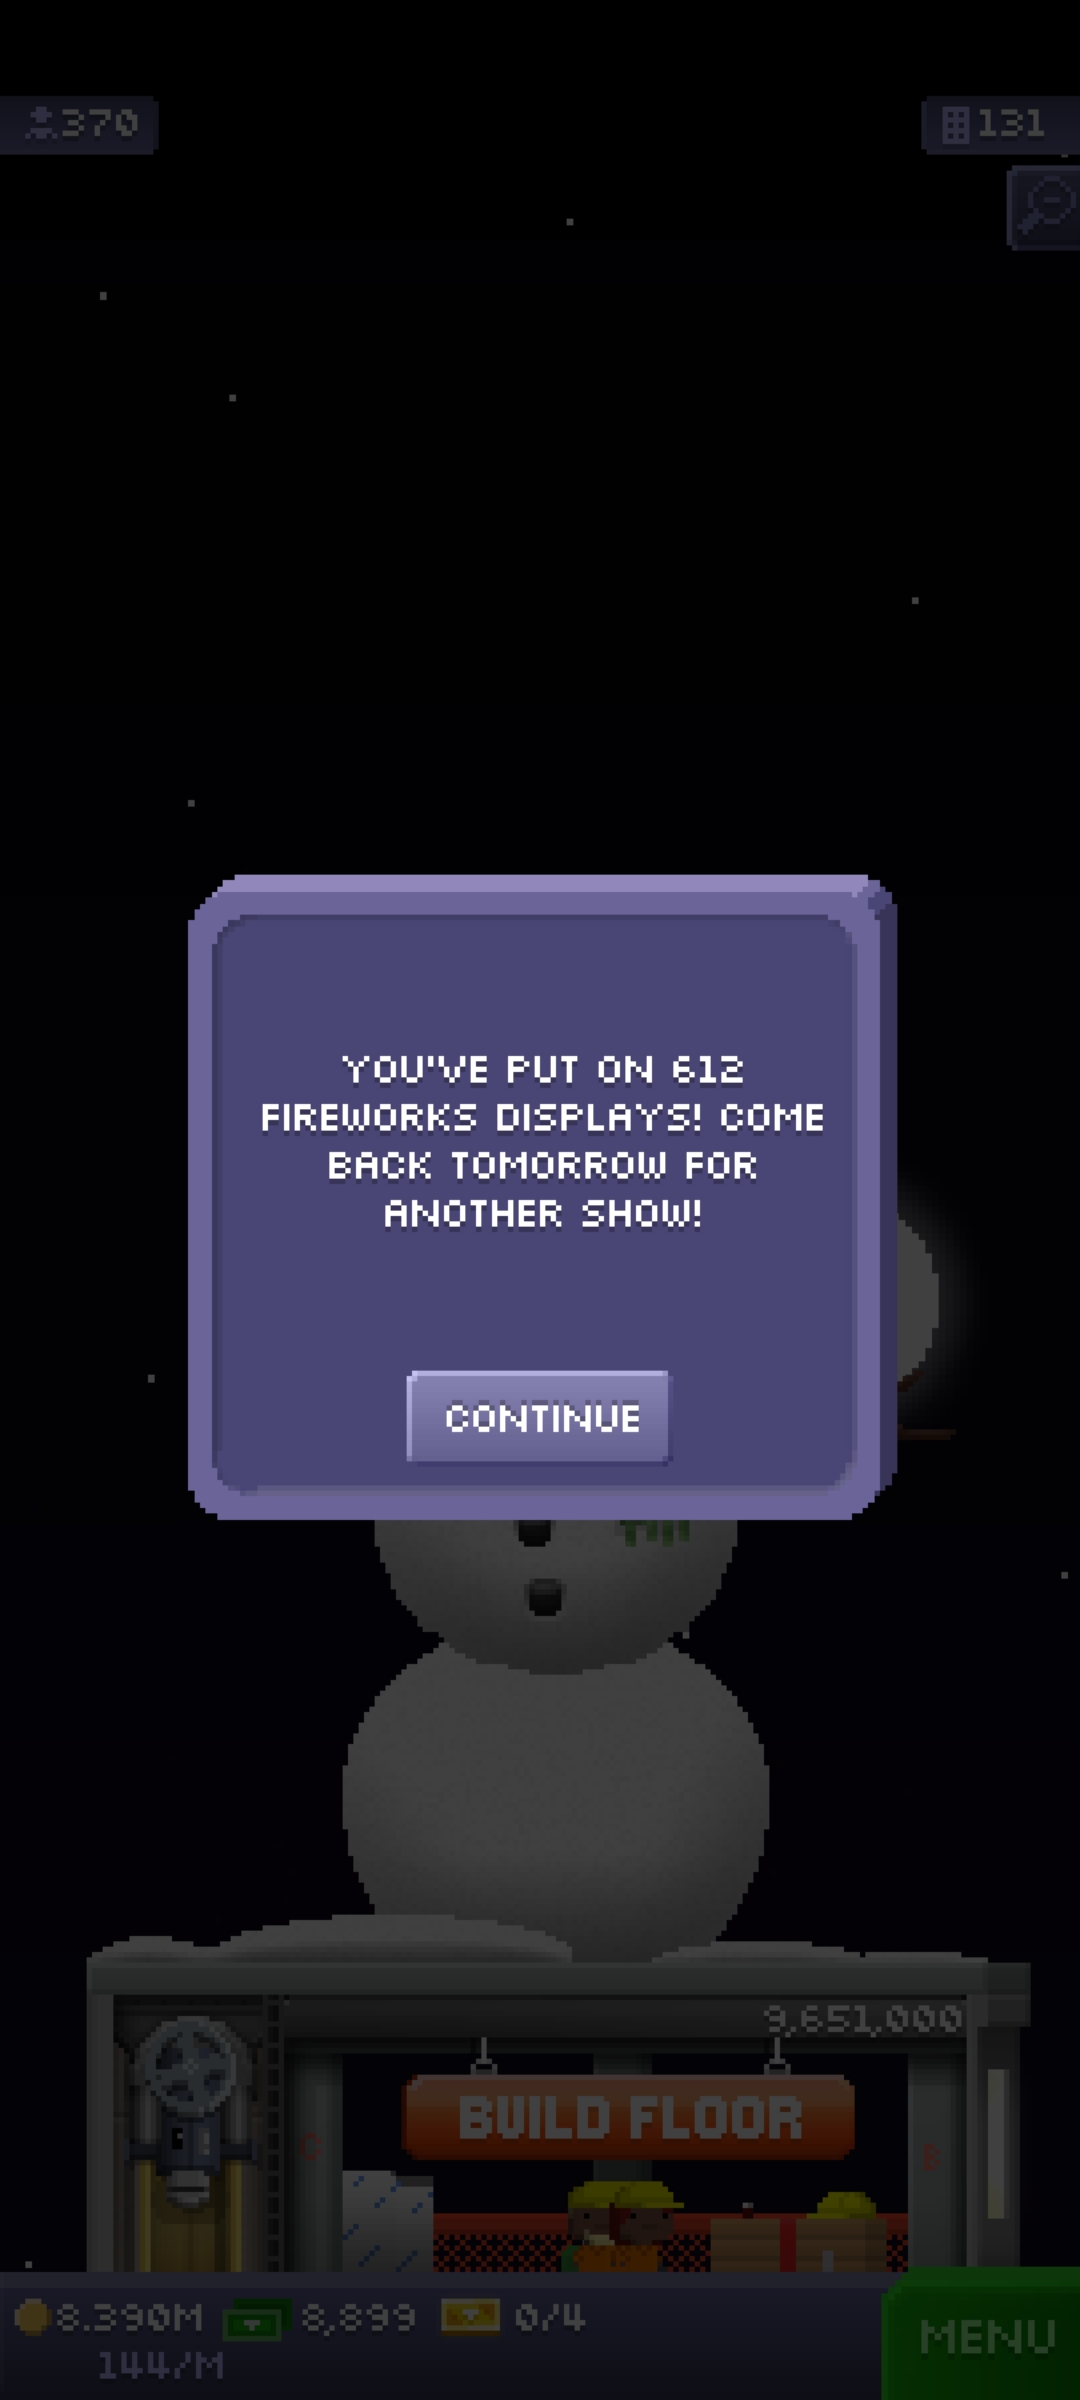 370
131
YOU'VE PUT ON 612
FIREWORKS DISPLAYS! COME
BACK TOMORROW FOR
ANOTHER SHOW!
CONTINUE
9,651,000
BUILD FLOOR
C
B
8.390M 8,899 0/4
144/M
MENU